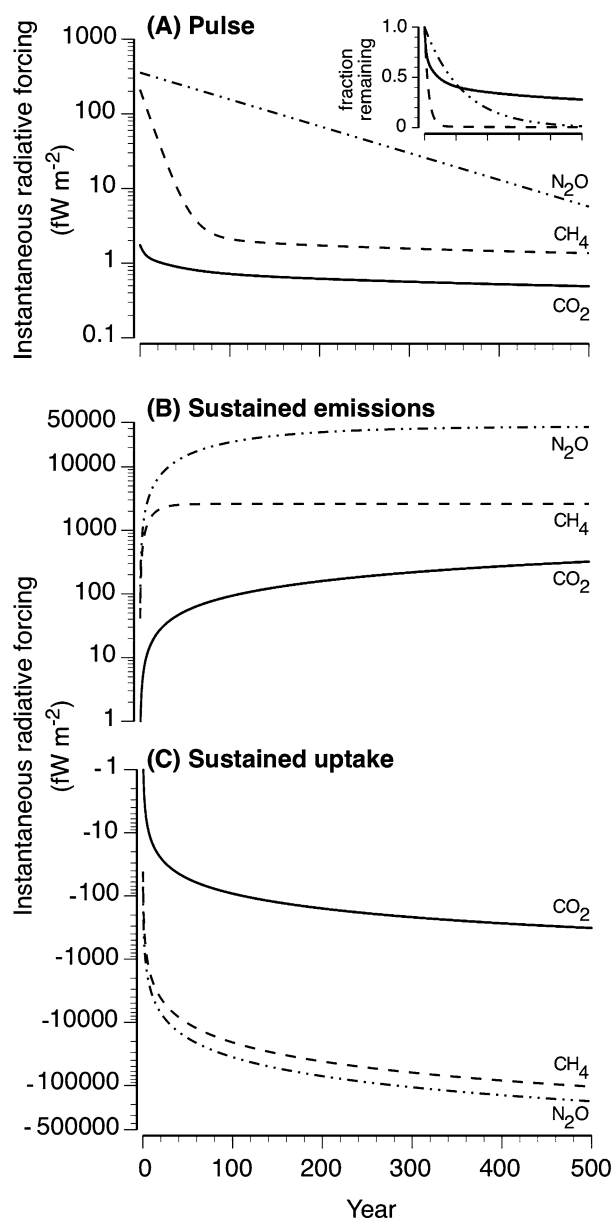 (A) Pulse
Instantaneous radiative forcing
(fW m⁻²)
1000
100
10
1
0.1
fraction
remaining
1.0
0.5
0
N₂O
CH₄
CO₂
(B) Sustained emissions
50000
10000
1000
100
10
1
N₂O
CH₄
CO₂
Instantaneous radiative forcing
(fW m⁻²)
(C) Sustained uptake
-1
-10
-100
-1000
-10000
-100000
-500000
CO₂
CH₄
N₂O
0 100 200 300 400 500
Year